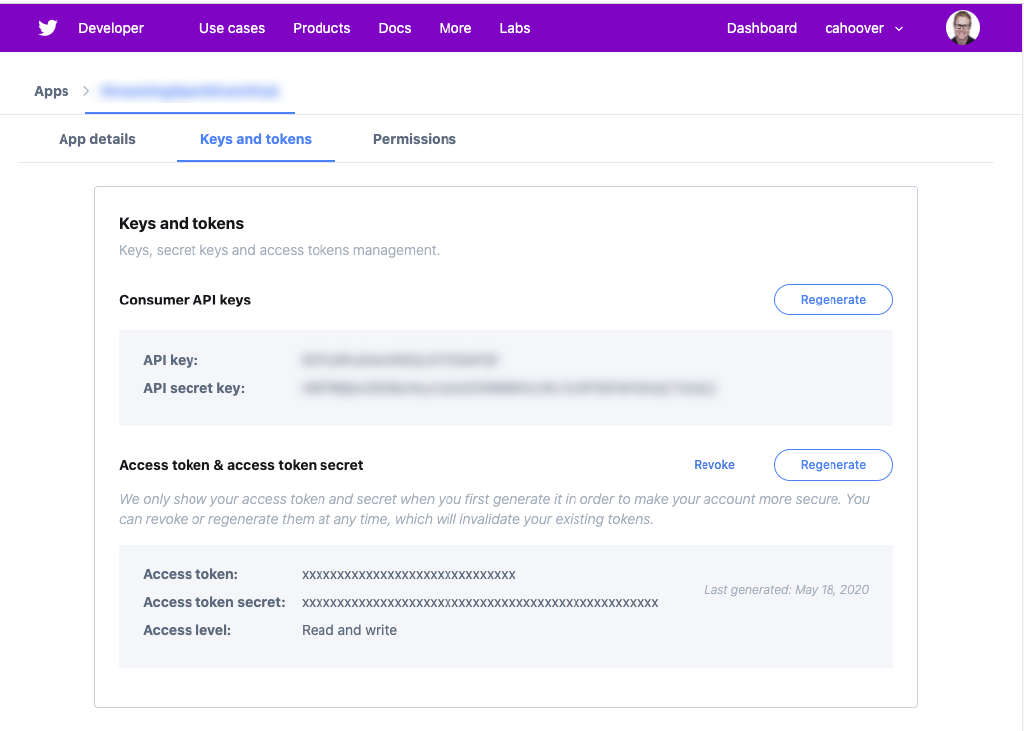 Developer Use cases Products Docs More Labs Dashboard cahoover
Apps
App details Keys and tokens Permissions
Keys and tokens
Keys, secret keys and access tokens management.
Consumer API keys Regenerate
API key:
API secret key:
Access token & access token secret Revoke Regenerate
We only show your access token and secret when you first generate it in order to make your account more secure. You
can revoke or regenerate them at any time, which will invalidate your existing tokens.
Access token: xxxxxxxxxxxxxxxxxxxxxxxxxxxxxx
Last generated: May 18, 2020
Access token secret: xxxxxxxxxxxxxxxxxxxxxxxxxxxxxxxxxxxxxxxxxxxxxxxxxx
Access level: Read and write